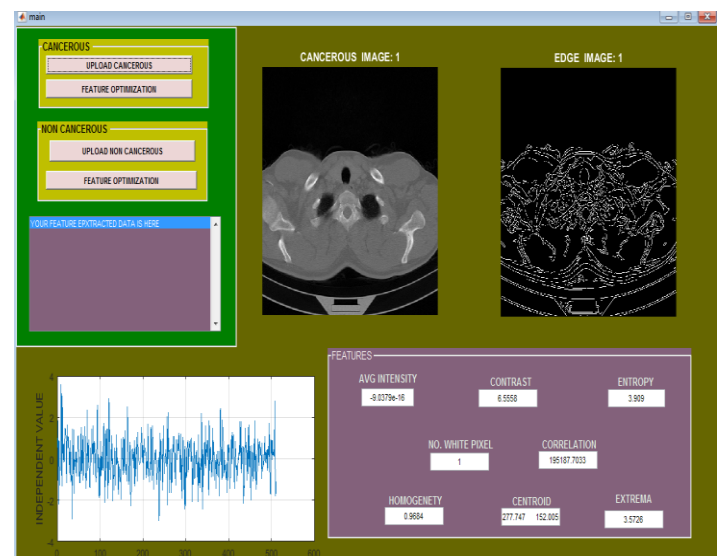 main
CANCEROUS
UPLOAD CANCEROUS
FEATURE OPTIMIZATION
NON CANCEROUS
UPLOAD NON CANCEROUS
FEATURE OPTIMIZATION
YOUR FEATURE EPXTRACTED DATA IS HERE
CANCEROUS IMAGE: 1
EDGE IMAGE: 1
INDEPENDENT VALUE
4
2
0
-2
-4
0 100 200 300 400 500 600
FEATURES
AVG INTENSITY CONTRAST ENTROPY
-9.0379e-16 6.5558 3.909
NO. WHITE PIXEL CORRELATION
1 195187.7033
HOMOGENETY CENTROID EXTREMA
0.9684 277.747 152.005 3.5726